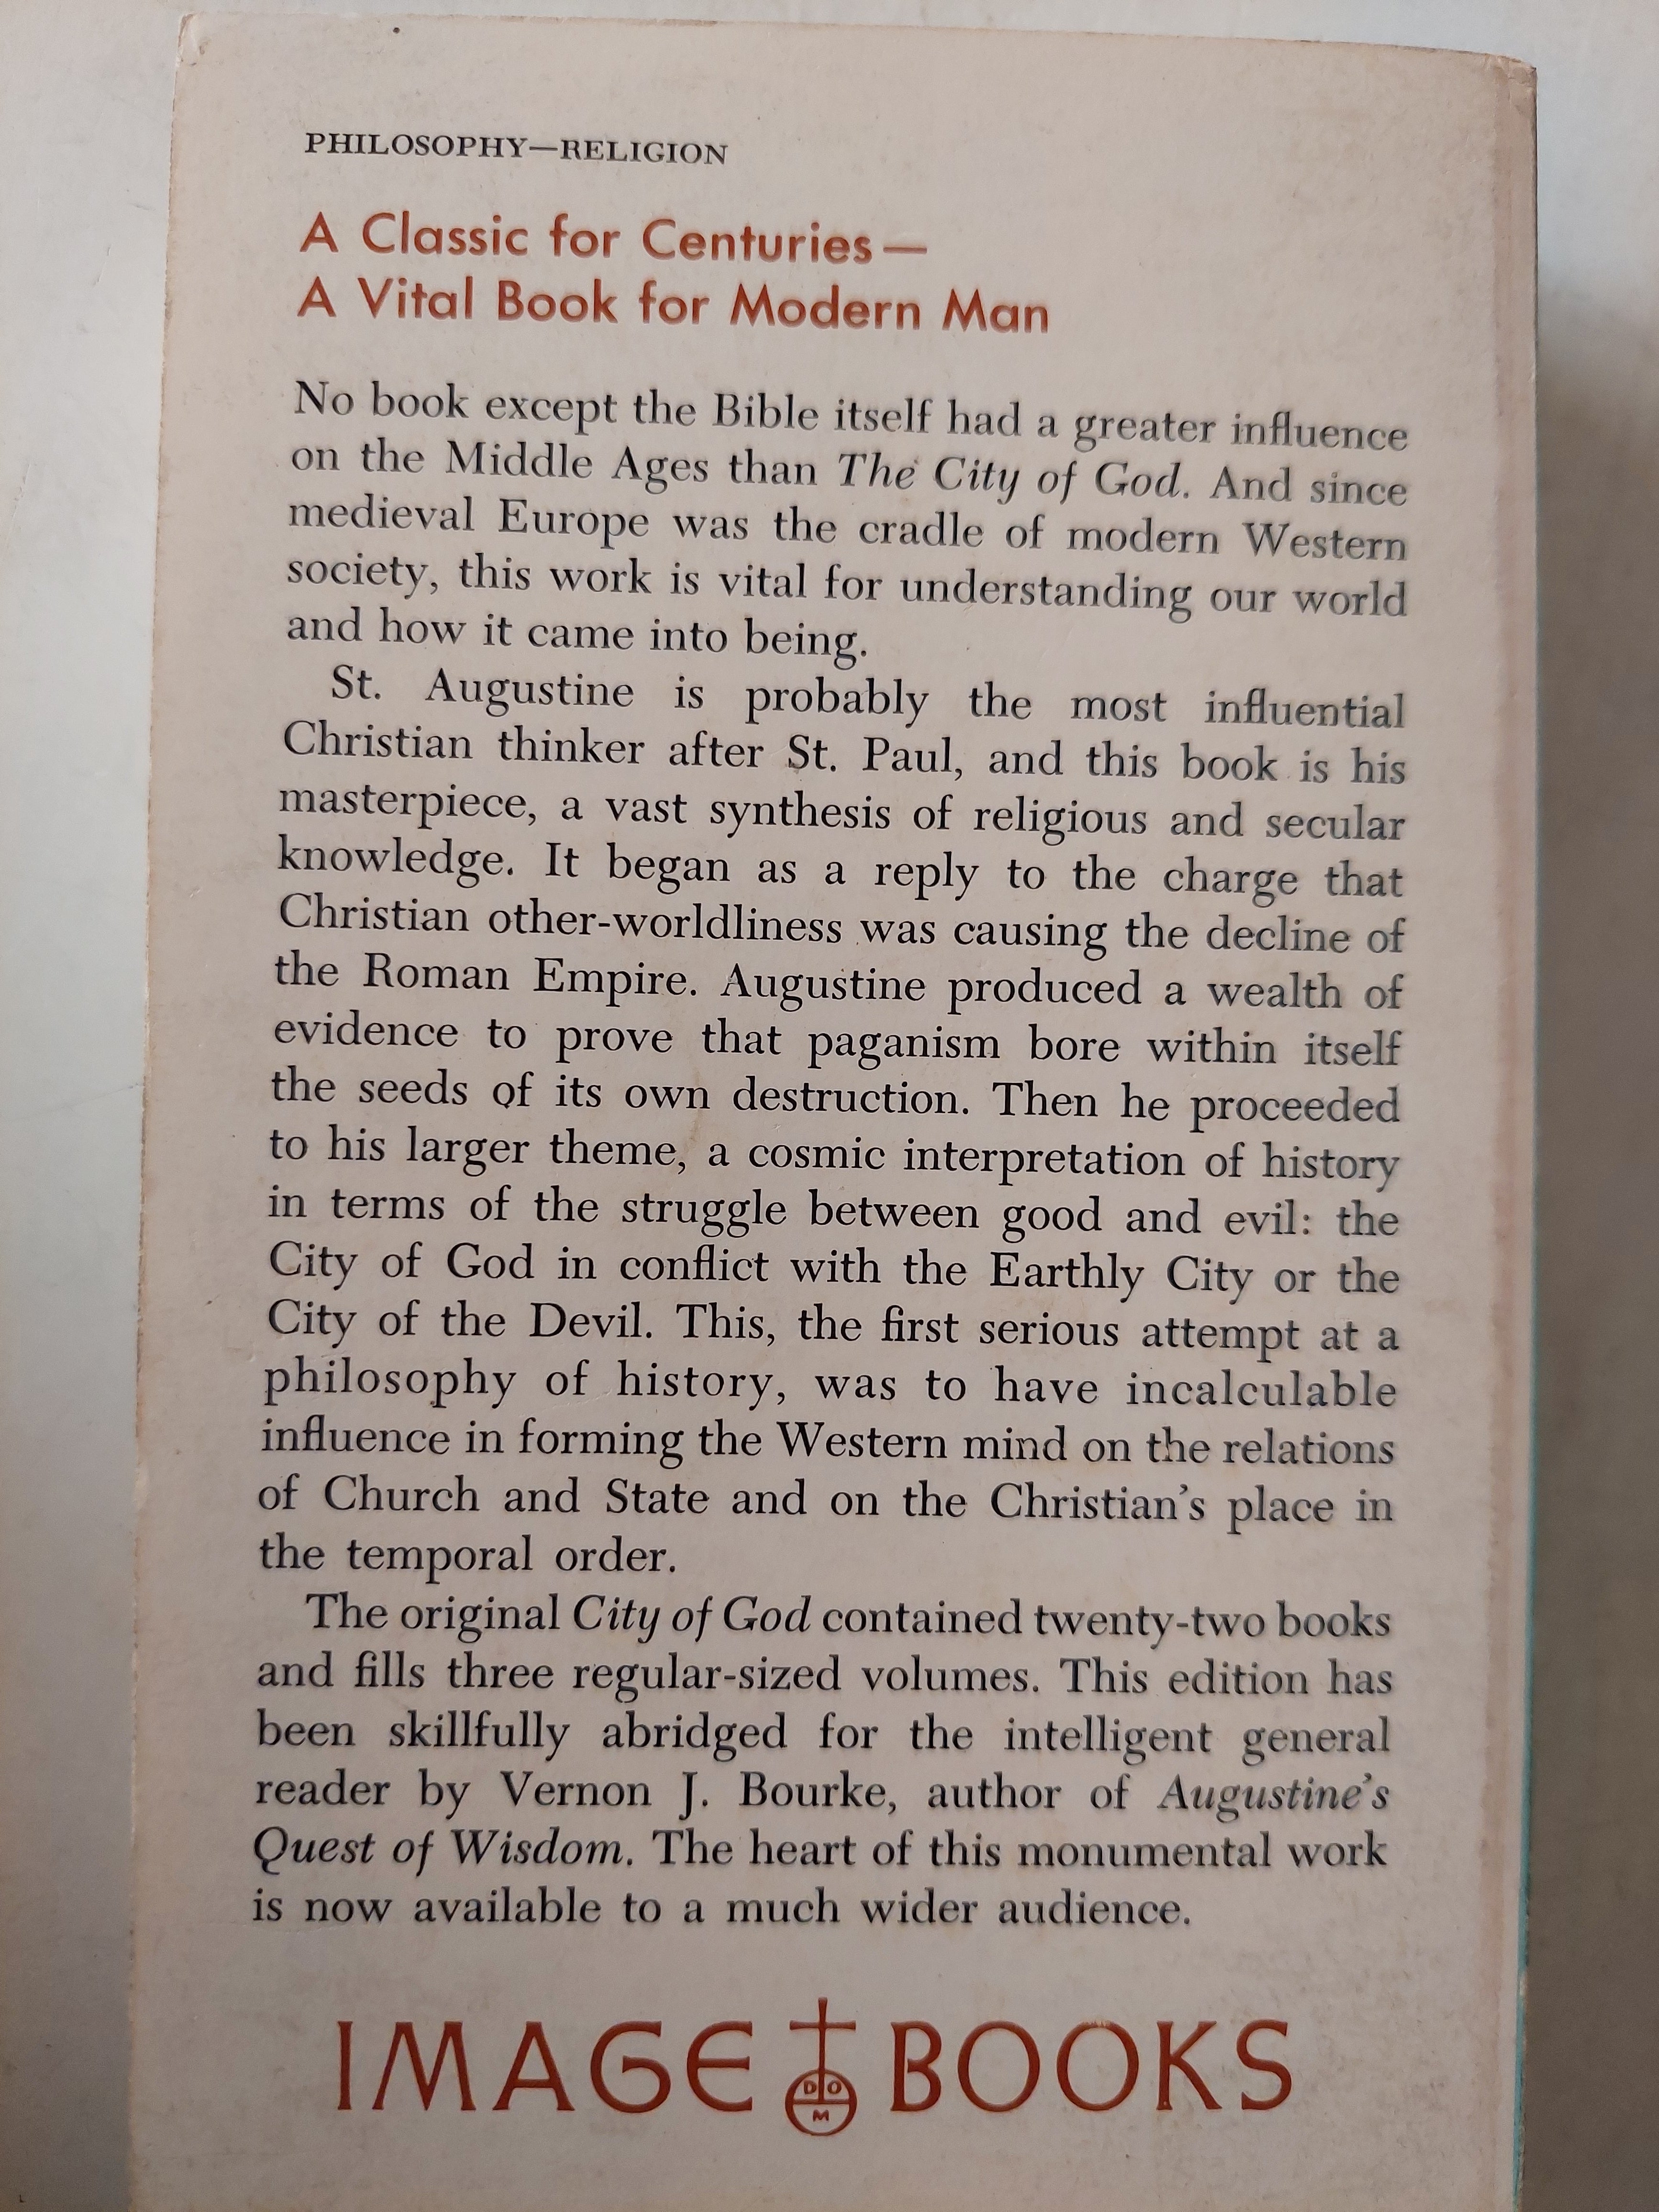 PHILOSOPHY—RELIGION
A Classic for Centuries—
A Vital Book for Modern Man
No book except the Bible itself had a greater influence
on the Middle Ages than The City of God. And since
medieval Europe was the cradle of modern Western
society, this work is vital for understanding our world
and how it came into being.
St. Augustine is probably the most influential
Christian thinker after St. Paul, and this book is his
masterpiece, a vast synthesis of religious and secular
knowledge. It began as a reply to the charge that
Christian other-worldliness was causing the decline of
the Roman Empire. Augustine produced a wealth of
evidence to prove that paganism bore within itself
the seeds of its own destruction. Then he proceeded
to his larger theme, a cosmic interpretation of history
in terms of the struggle between good and evil: the
City of God in conflict with the Earthly City or the
City of the Devil. This, the first serious attempt at a
philosophy of history, was to have incalculable
influence in forming the Western mind on the relations
of Church and State and on the Christian's place in
the temporal order.
The original City of God contained twenty-two books
and fills three regular-sized volumes. This edition has
been skillfully abridged for the intelligent general
reader by Vernon J. Bourke, author of Augustine's
Quest of Wisdom. The heart of this monumental work
is now available to a much wider audience.
IMAGE BOOKS
DOM